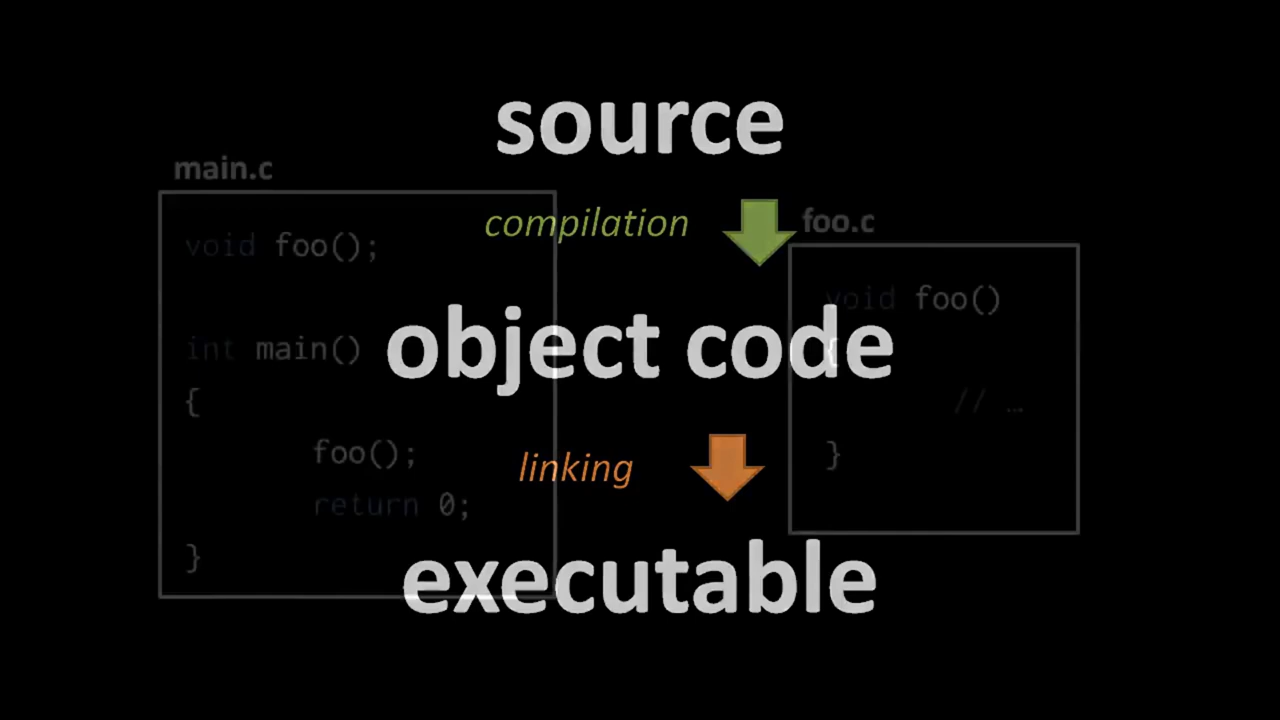 source
compilation
object code
linking
executable
main.c
void foo();
int main()
{
foo();
return 0;
}
foo.c
void foo()
{
// …
}